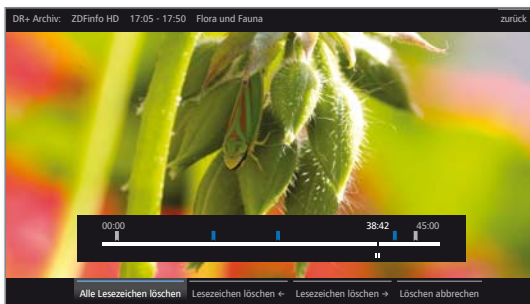 DR+ Archiv: ZDFinfo HD 17:05 - 17:50 Flora und Fauna zurück
00:00 38:42 45:00
Alle Lesezeichen löschen Lesezeichen löschen ← Lesezeichen löschen → Löschen abbrechen